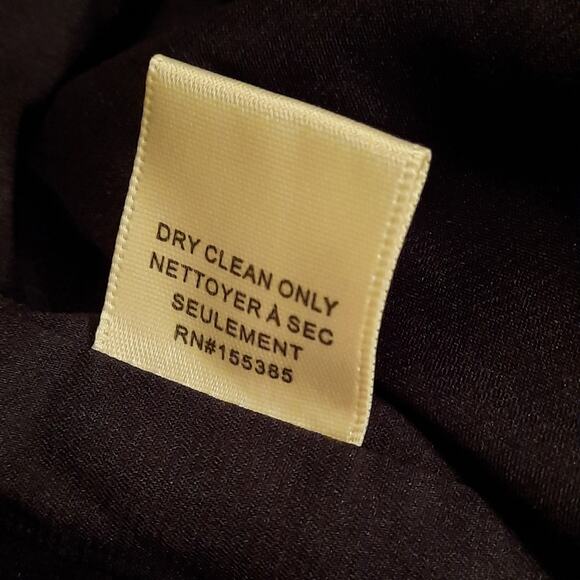 DRY CLEAN ONLY
NETTOYER À SEC
SEULEMENT
RN#155385